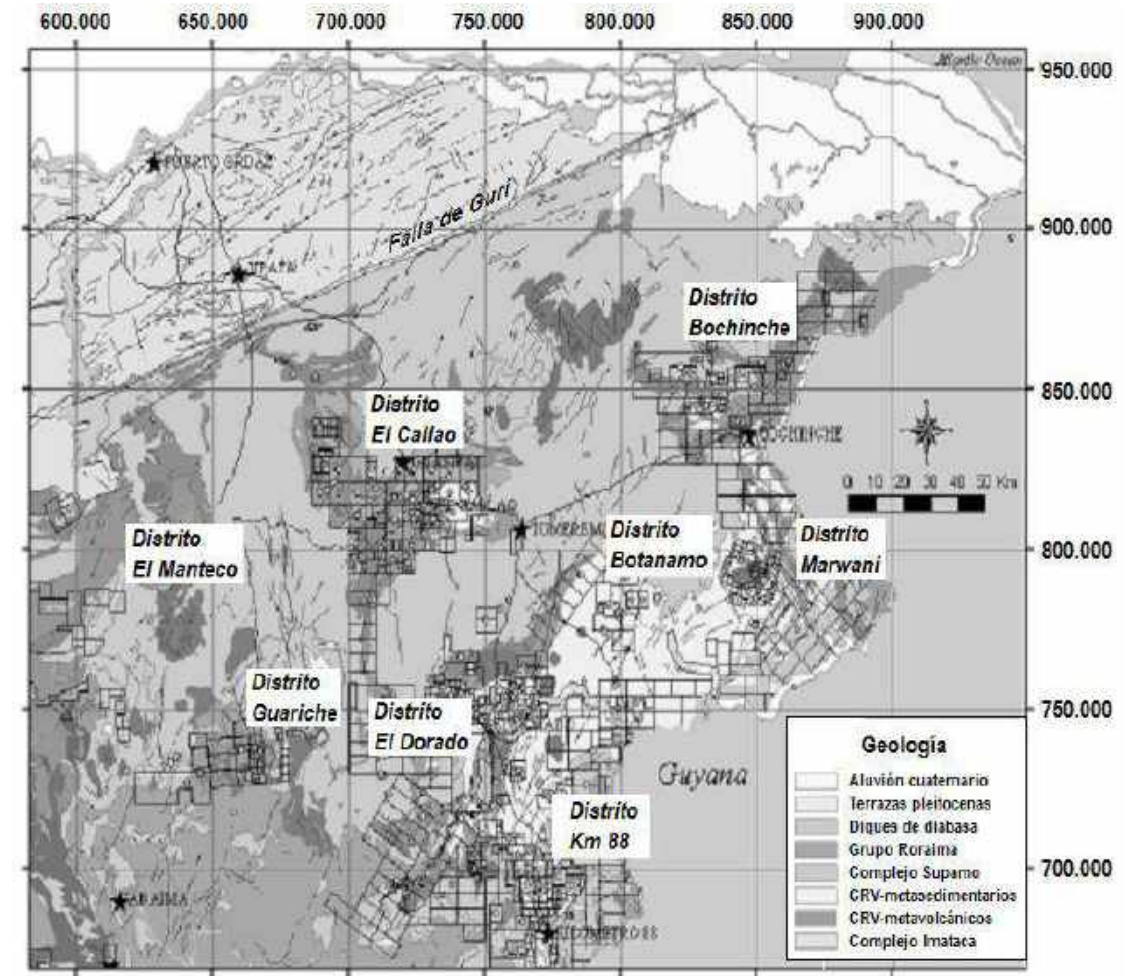 600.000 650.000 700.000 750.000 800.000 850.000 900.000
950.000
900.000
850.000
800.000
750.000
700.000
Falla de Guri
Distrito
Bochinche
Distrito
El Callao
Distrito
El Manteco
Distrito
Botanamo
Distrito
Marwani
Distrito
Guariche
Distrito
El Dorado
Distrito
Km 88
Guyana
0 10 20 30 40 50 Km
Geología
Aluvión cuaternario
Terrazas pleitocenas
Diques de diabasa
Grupo Roraima
Complejo Supamo
CRV-metasedimentarios
CRV-metavolcánicos
Complejo Imataca